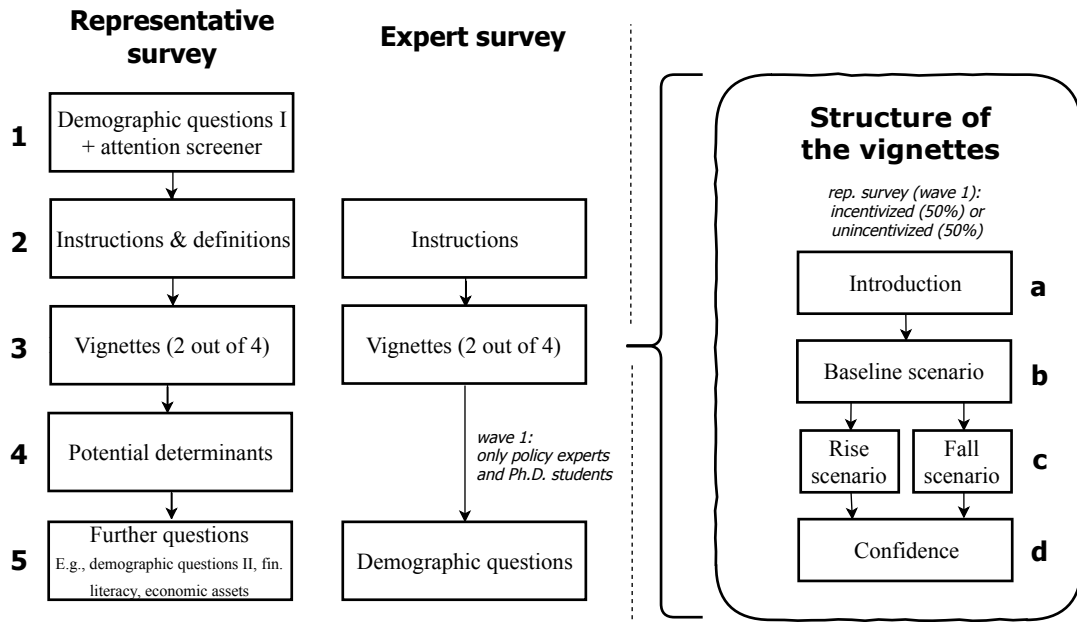 Representative
survey
Expert survey
1
Demographic questions I
+ attention screener
2
Instructions & definitions
Instructions
3
Vignettes (2 out of 4)
Vignettes (2 out of 4)
4
Potential determinants
wave 1:
only policy experts
and Ph.D. students
5
Further questions
E.g., demographic questions II, fin.
literacy, economic assets
Demographic questions
Structure of
the vignettes
rep. survey (wave 1):
incentivized (50%) or
unincentivized (50%)
Introduction
a
Baseline scenario
b
Rise
scenario
Fall
scenario
c
Confidence
d